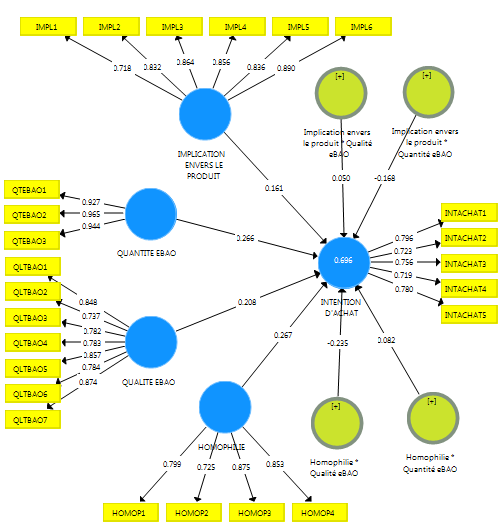 IMPL1 IMPL2 IMPL3 IMPL4 IMPL5 IMPL6
0.718 0.832 0.864 0.856 0.836 0.890
[+] [+]
IMPLICATION
ENVERS LE
PRODUIT
Implication envers
le produit * Qualité
eBAO
Implication envers
le produit *
Quantité eBAO
0.161 0.050 -0.168
QTEBAO1
QTEBAO2
QTEBAO3
0.927
0.965
0.944
QUANTITE EBAO
0.266
INTACHAT1
INTACHAT2
INTACHAT3
INTACHAT4
INTACHAT5
0.796
0.723
0.756
0.719
0.780
0.696
INTENTION
D'ACHAT
QLTBAO1
QLTBAO2
QLTBAO3
QLTBAO4
QLTBAO5
QLTBAO6
QLTBAO7
0.848
0.737
0.782
0.783
0.857
0.784
0.874
QUALITE EBAO
0.208
0.267 -0.235 0.082
HOMOPHILIE
[+] [+]
Homophilie *
Qualité eBAO
Homophilie *
Quantité eBAO
0.799 0.725 0.875 0.853
HOMOP1 HOMOP2 HOMOP3 HOMOP4